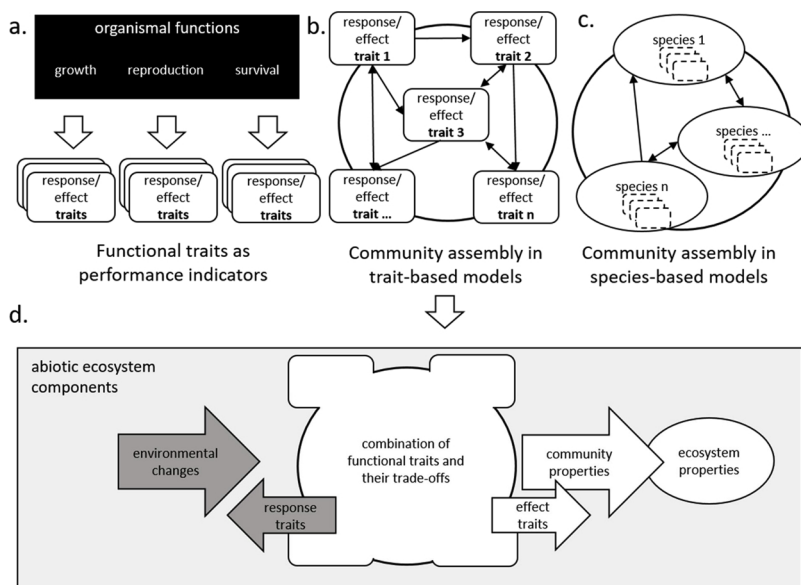 a.
organismal functions
growth
reproduction
survival
response/
effect
traits
response/
effect
traits
response/
effect
traits
Functional traits as
performance indicators
b.
response/
effect
trait 1
response/
effect
trait 2
response/
effect
trait 3
response/
effect
trait ...
response/
effect
trait n
Community assembly in
trait-based models
c.
species 1
species ...
species n
Community assembly in
species-based models
d.
abiotic ecosystem
components
environmental
changes
response
traits
combination of
functional traits and
their trade-offs
community
properties
effect
traits
ecosystem
properties